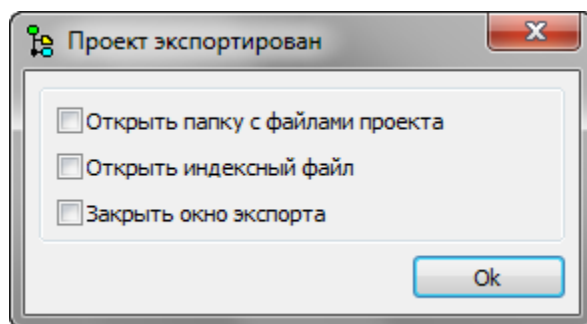 Проект экспортирован
Открыть папку с файлами проекта
Открыть индексный файл
Закрыть окно экспорта
Ok